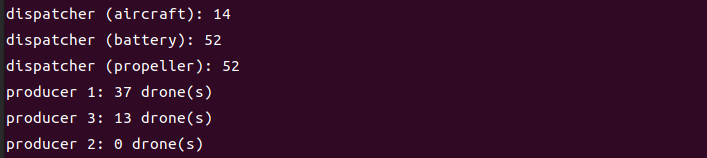 dispatcher (aircraft): 14
dispatcher (battery): 52
dispatcher (propeller): 52
producer 1: 37 drone(s)
producer 3: 13 drone(s)
producer 2: 0 drone(s)